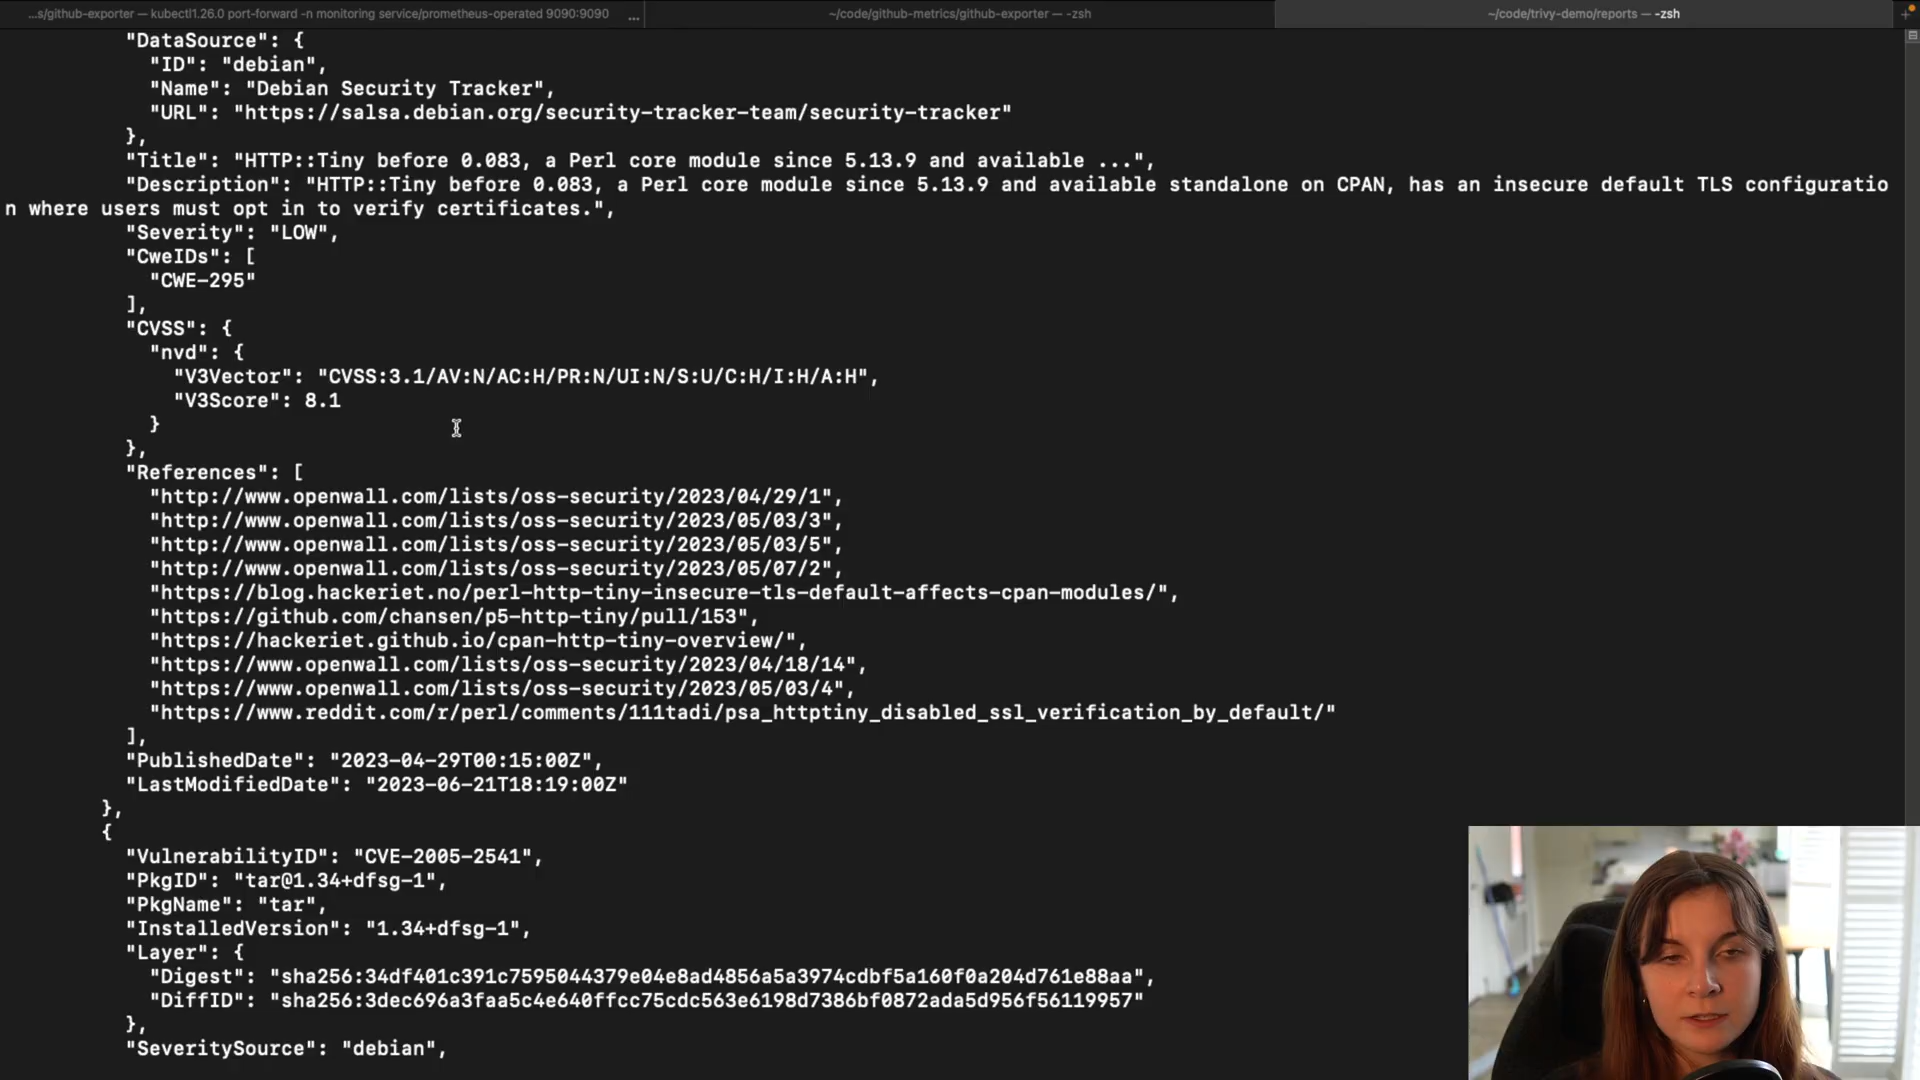 ...s/github-exporter — kubectl1.26.0 port-forward -n monitoring service/prometheus-operated 9090:9090 ...
~/code/github-metrics/github-exporter — -zsh
~/code/trivy-demo/reports — -zsh
"DataSource": {
"ID": "debian",
"Name": "Debian Security Tracker",
"URL": "https://salsa.debian.org/security-tracker-team/security-tracker"
},
"Title": "HTTP::Tiny before 0.083, a Perl core module since 5.13.9 and available ...",
"Description": "HTTP::Tiny before 0.083, a Perl core module since 5.13.9 and available standalone on CPAN, has an insecure default TLS configuratio
n where users must opt in to verify certificates.",
"Severity": "LOW",
"CweIDs": [
"CWE-295"
],
"CVSS": {
"nvd": {
"V3Vector": "CVSS:3.1/AV:N/AC:H/PR:N/UI:N/S:U/C:H/I:H/A:H",
"V3Score": 8.1
}
},
"References": [
"http://www.openwall.com/lists/oss-security/2023/04/29/1",
"http://www.openwall.com/lists/oss-security/2023/05/03/3",
"http://www.openwall.com/lists/oss-security/2023/05/03/5",
"http://www.openwall.com/lists/oss-security/2023/05/07/2",
"https://blog.hackeriet.no/perl-http-tiny-insecure-tls-default-affects-cpan-modules/",
"https://github.com/chansen/p5-http-tiny/pull/153",
"https://hackeriet.github.io/cpan-http-tiny-overview/",
"https://www.openwall.com/lists/oss-security/2023/04/18/14",
"https://www.openwall.com/lists/oss-security/2023/05/03/4",
"https://www.reddit.com/r/perl/comments/111tadi/psa_httptiny_disabled_ssl_verification_by_default/"
],
"PublishedDate": "2023-04-29T00:15:00Z",
"LastModifiedDate": "2023-06-21T18:19:00Z"
},
{
"VulnerabilityID": "CVE-2005-2541",
"PkgID": "tar@1.34+dfsg-1",
"PkgName": "tar",
"InstalledVersion": "1.34+dfsg-1",
"Layer": {
"Digest": "sha256:34df401c391c7595044379e04e8ad4856a5a3974cdbf5a160f0a204d761e88aa",
"DiffID": "sha256:3dec696a3faa5c4e640ffcc75cdc563e6198d7386bf0872ada5d956f56119957"
},
"SeveritySource": "debian",